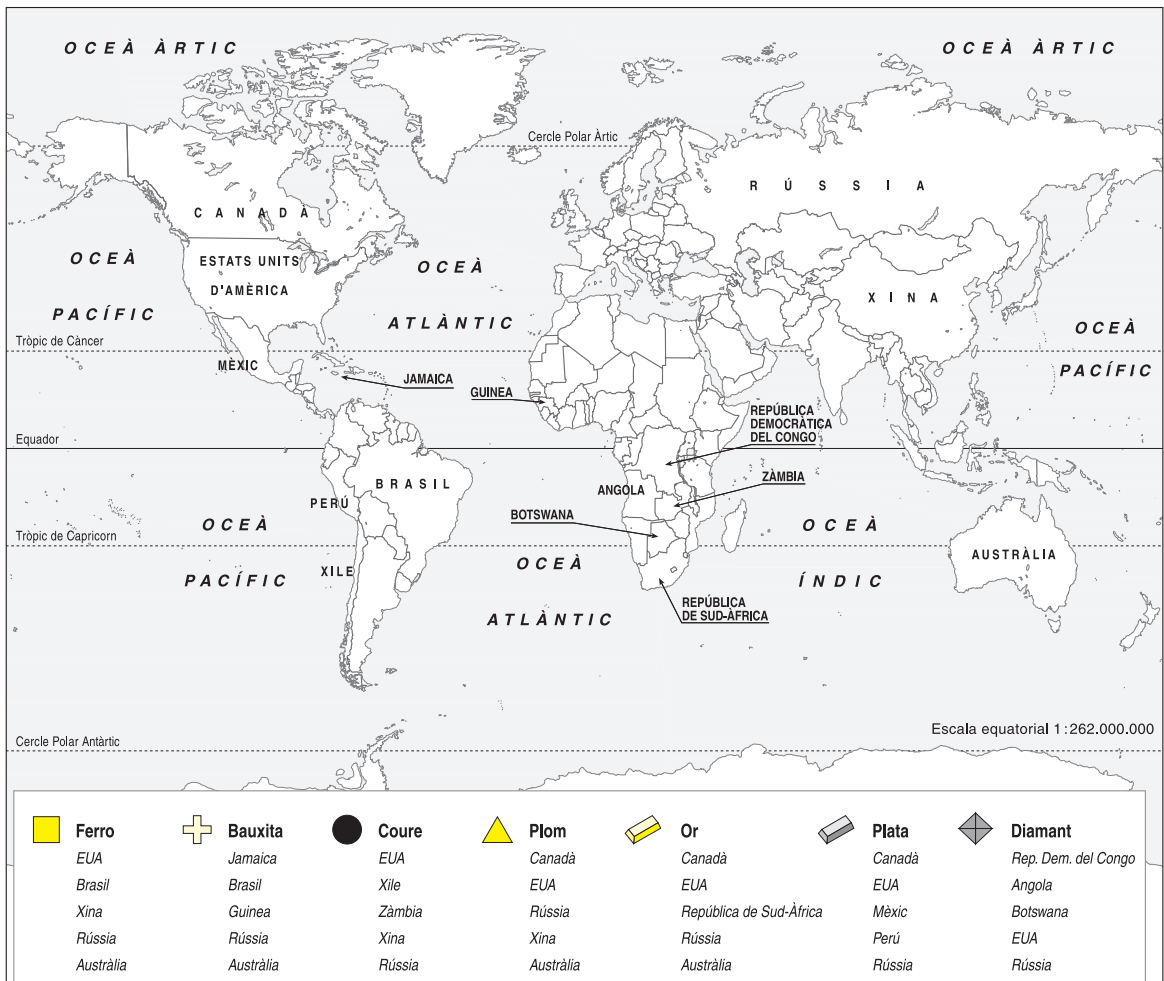 OCEÀ ÀRTIC
OCEÀ ÀRTIC
Cercle Polar Àrtic
RÚSSIA
CANADÀ
OCEÀ
PACÍFIC
ESTATS UNITS
D'AMÈRICA
OCEÀ
ATLÀNTIC
XINA
OCEÀ
PACÍFIC
Tròpic de Càncer
MÈXIC
JAMAICA
GUINEA
REPÚBLICA
DEMOCRÀTICA
DEL CONGO
Equador
BRASIL
ANGOLA
ZÀMBIA
PERÚ
BOTSWANA
OCEÀ
PACÍFIC
OCEÀ
ÍNDIC
Tròpic de Capricorn
AUSTRÀLIA
XILE
OCEÀ
ATLÀNTIC
REPÚBLICA
DE SUD-ÀFRICA
Escala equatorial 1:262.000.000
Cercle Polar Antàrtic
Ferro
EUA
Brasil
Xina
Rússia
Austràlia
Bauxita
Jamaica
Brasil
Guinea
Rússia
Austràlia
Coure
EUA
Xile
Zàmbia
Xina
Rússia
Plom
Canadà
EUA
Rússia
Xina
Austràlia
Or
Canadà
EUA
República de Sud-Àfrica
Rússia
Austràlia
Plata
Canadà
EUA
Mèxic
Perú
Rússia
Diamant
Rep. Dem. del Congo
Angola
Botswana
EUA
Rússia